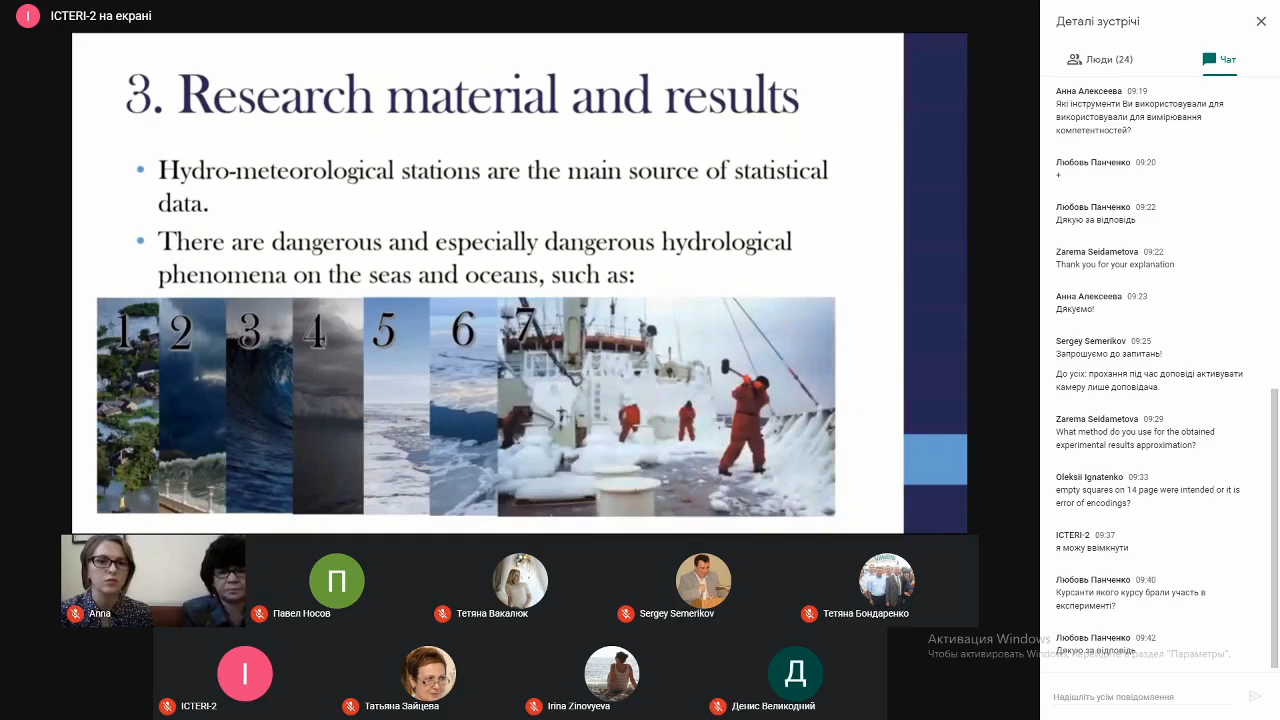 ICTERI-2 на екрані
3. Research material and results
Hydro-meteorological stations are the main source of statistical
data.
There are dangerous and especially dangerous hydrological
phenomena on the seas and oceans, such as:
1 2 3 4 5 6 7
Anna
П
Павел Носов
Тетяна Вакалюк
Sergey Semerikov
Тетяна Бондаренко
I
ICTERI-2
Татьяна Зайцева
Irina Zinovyeva
Д
Денис Великодний
Деталі зустрічі
Люди (24)
Чат
Анна Алексеева 09:19
Які інструменти Ви використовували для
використовували для вимірювання
компетентностей?
Любовь Панченко 09:20
+
Любовь Панченко 09:22
Дякую за відповідь
Zarema Seidametova 09:22
Thank you for your explanation
Анна Алексеева 09:23
Дякуємо!
Sergey Semerikov 09:25
Запрошуємо до запитань!
До усіх: прохання під час доповіді активувати
камеру лише доповідача.
Zarema Seidametova 09:29
What method do you use for the obtained
experimental results approximation?
Oleksii Ignatenko 09:33
empty squares on 14 page were intended or it is
error of encodings?
ICTERI-2 09:37
я можу ввімкнути
Любовь Панченко 09:40
Курсанти якого курсу брали участь в
експерименті?
Любовь Панченко 09:42
Дякую за відповідь
Активация Windows
Чтобы активировать Windows, перейдите в раздел "Параметры".
Надішліть усім повідомлення